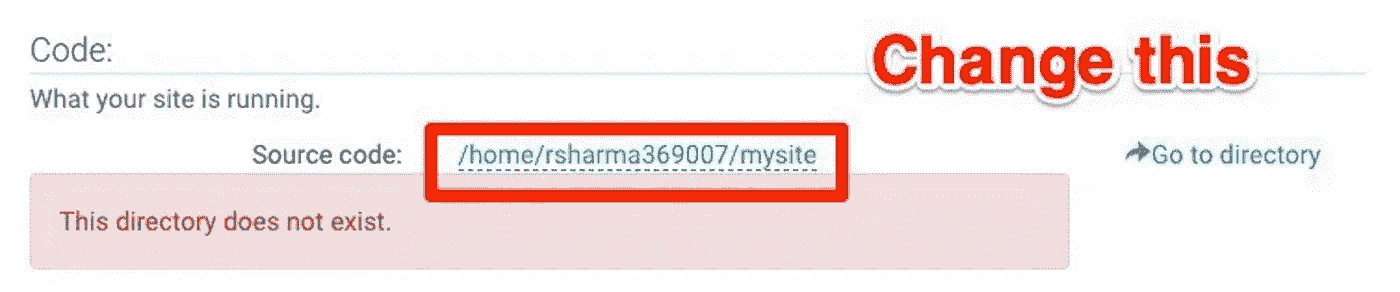 Code:
Change this
What your site is running.
Source code: /home/rsharma369007/mysite Go to directory
This directory does not exist.